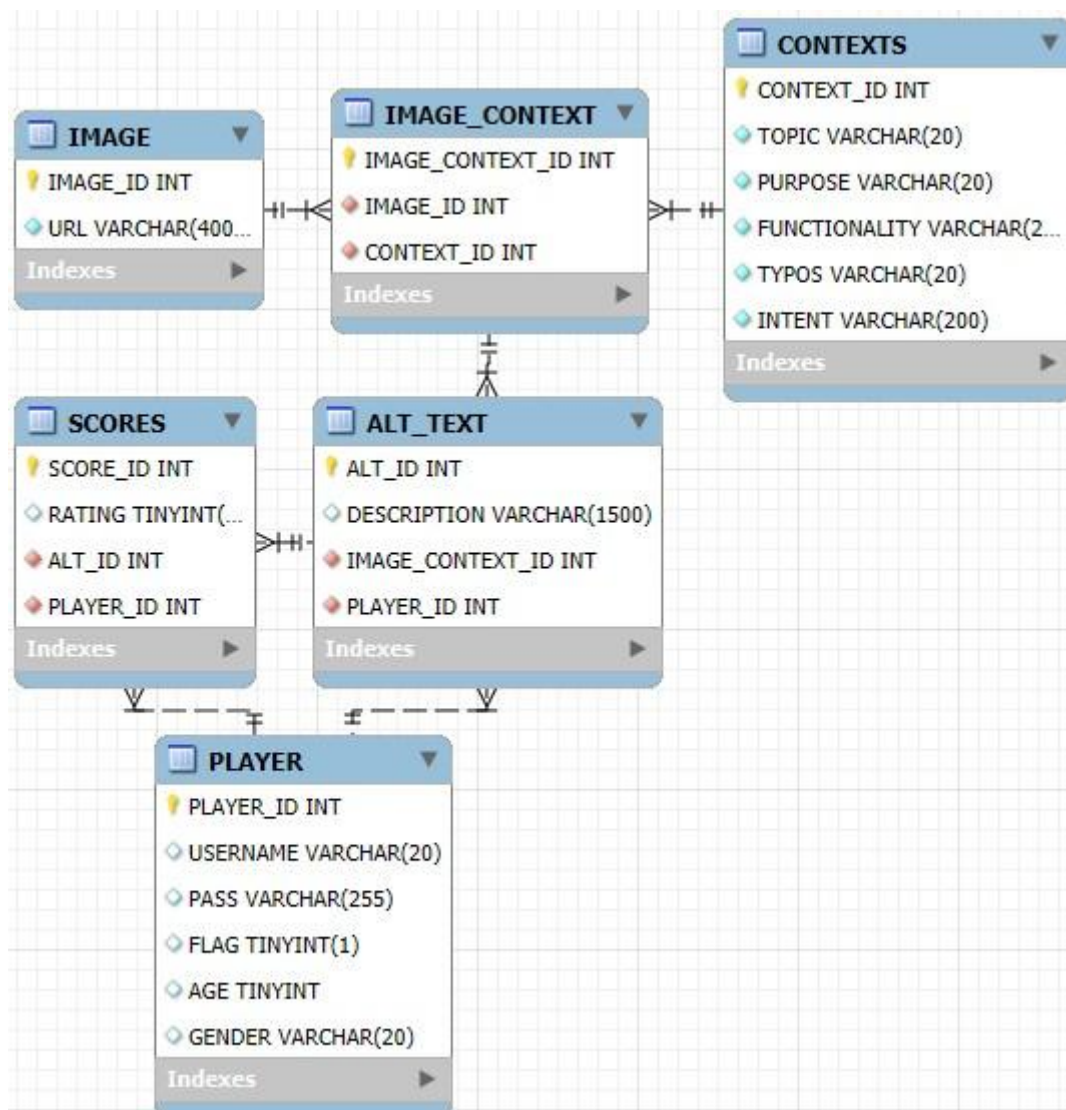 IMAGE
IMAGE_ID INT
URL VARCHAR(400...
Indexes
IMAGE_CONTEXT
IMAGE_CONTEXT_ID INT
IMAGE_ID INT
CONTEXT_ID INT
Indexes
CONTEXTS
CONTEXT_ID INT
TOPIC VARCHAR(20)
PURPOSE VARCHAR(20)
FUNCTIONALITY VARCHAR(2...
TYPOS VARCHAR(20)
INTENT VARCHAR(200)
Indexes
SCORES
SCORE_ID INT
RATING TINYINT(...
ALT_ID INT
PLAYER_ID INT
Indexes
ALT_TEXT
ALT_ID INT
DESCRIPTION VARCHAR(1500)
IMAGE_CONTEXT_ID INT
PLAYER_ID INT
Indexes
PLAYER
PLAYER_ID INT
USERNAME VARCHAR(20)
PASS VARCHAR(255)
FLAG TINYINT(1)
AGE TINYINT
GENDER VARCHAR(20)
Indexes